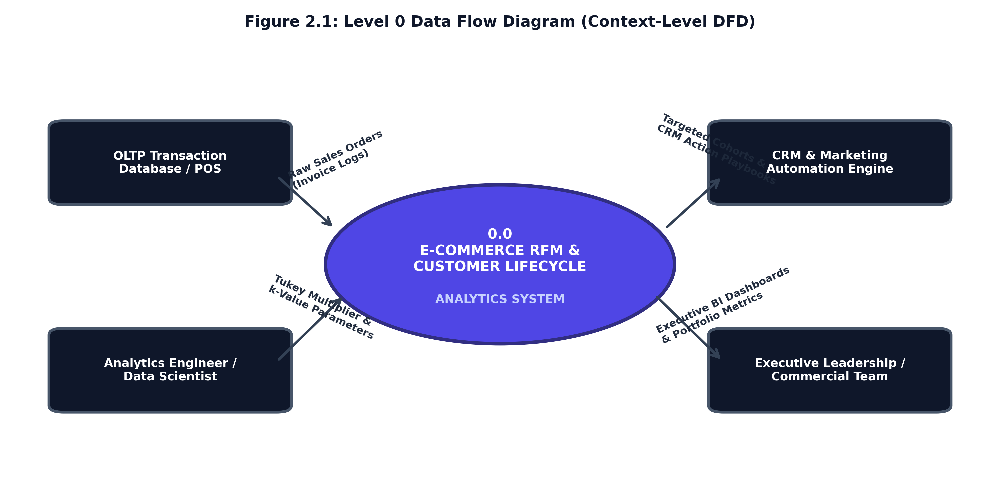 Figure 2.1: Level 0 Data Flow Diagram (Context-Level DFD)
OLTP Transaction
Database / POS
Raw Sales Orders
(Invoice Logs)
Targeted Cohorts &
CRM Action Playbooks
CRM & Marketing
Automation Engine
0.0
E-COMMERCE RFM &
CUSTOMER LIFECYCLE
ANALYTICS SYSTEM
Tukey Multiplier &
k-Value Parameters
Executive BI Dashboards
& Portfolio Metrics
Analytics Engineer /
Data Scientist
Executive Leadership /
Commercial Team